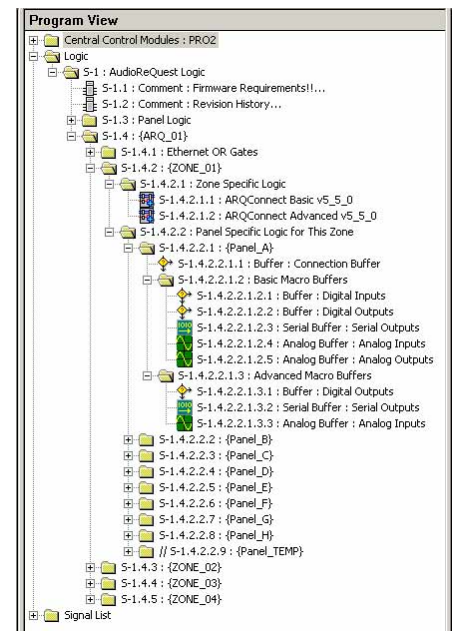 Program View
Central Control Modules : PRO2
Logic
S-1 : AudioReQuest Logic
S-1.1 : Comment : Firmware Requirements!!...
S-1.2 : Comment : Revision History...
S-1.3 : Panel Logic
S-1.4 : {ARQ_01}
S-1.4.1 : Ethernet OR Gates
S-1.4.2 : {ZONE_01}
S-1.4.2.1 : Zone Specific Logic
S-1.4.2.1.1 : ARQConnect Basic v5_5_0
S-1.4.2.1.2 : ARQConnect Advanced v5_5_0
S-1.4.2.2 : Panel Specific Logic for This Zone
S-1.4.2.2.1 : {Panel_A}
S-1.4.2.2.1.1 : Buffer : Connection Buffer
S-1.4.2.2.1.2 : Basic Macro Buffers
S-1.4.2.2.1.2.1 : Buffer : Digital Inputs
S-1.4.2.2.1.2.2 : Buffer : Digital Outputs
S-1.4.2.2.1.2.3 : Serial Buffer : Serial Outputs
S-1.4.2.2.1.2.4 : Analog Buffer : Analog Inputs
S-1.4.2.2.1.2.5 : Analog Buffer : Analog Outputs
S-1.4.2.2.1.3 : Advanced Macro Buffers
S-1.4.2.2.1.3.1 : Buffer : Digital Outputs
S-1.4.2.2.1.3.2 : Serial Buffer : Serial Outputs
S-1.4.2.2.1.3.3 : Analog Buffer : Analog Inputs
S-1.4.2.2.2 : {Panel_B}
S-1.4.2.2.3 : {Panel_C}
S-1.4.2.2.4 : {Panel_D}
S-1.4.2.2.5 : {Panel_E}
S-1.4.2.2.6 : {Panel_F}
S-1.4.2.2.7 : {Panel_G}
S-1.4.2.2.8 : {Panel_H}
// S-1.4.2.2.9 : {Panel_TEMP}
S-1.4.3 : {ZONE_02}
S-1.4.4 : {ZONE_03}
S-1.4.5 : {ZONE_04}
Signal List